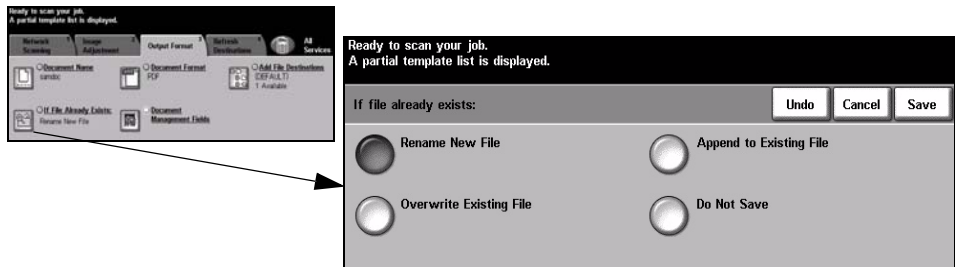 Ready to scan your job.
A partial template list is displayed.
Network Scanning
Image Adjustment
Output Format
Refresh Destinations
All Services
Document Name
Document Format
PDF
Add File Destinations
(DEFAULT)
1 Available
If File Already Exists:
Rename New File
Document Management Fields
Ready to scan your job.
A partial template list is displayed.
If file already exists:
Undo
Cancel
Save
Rename New File
Append to Existing File
Overwrite Existing File
Do Not Save